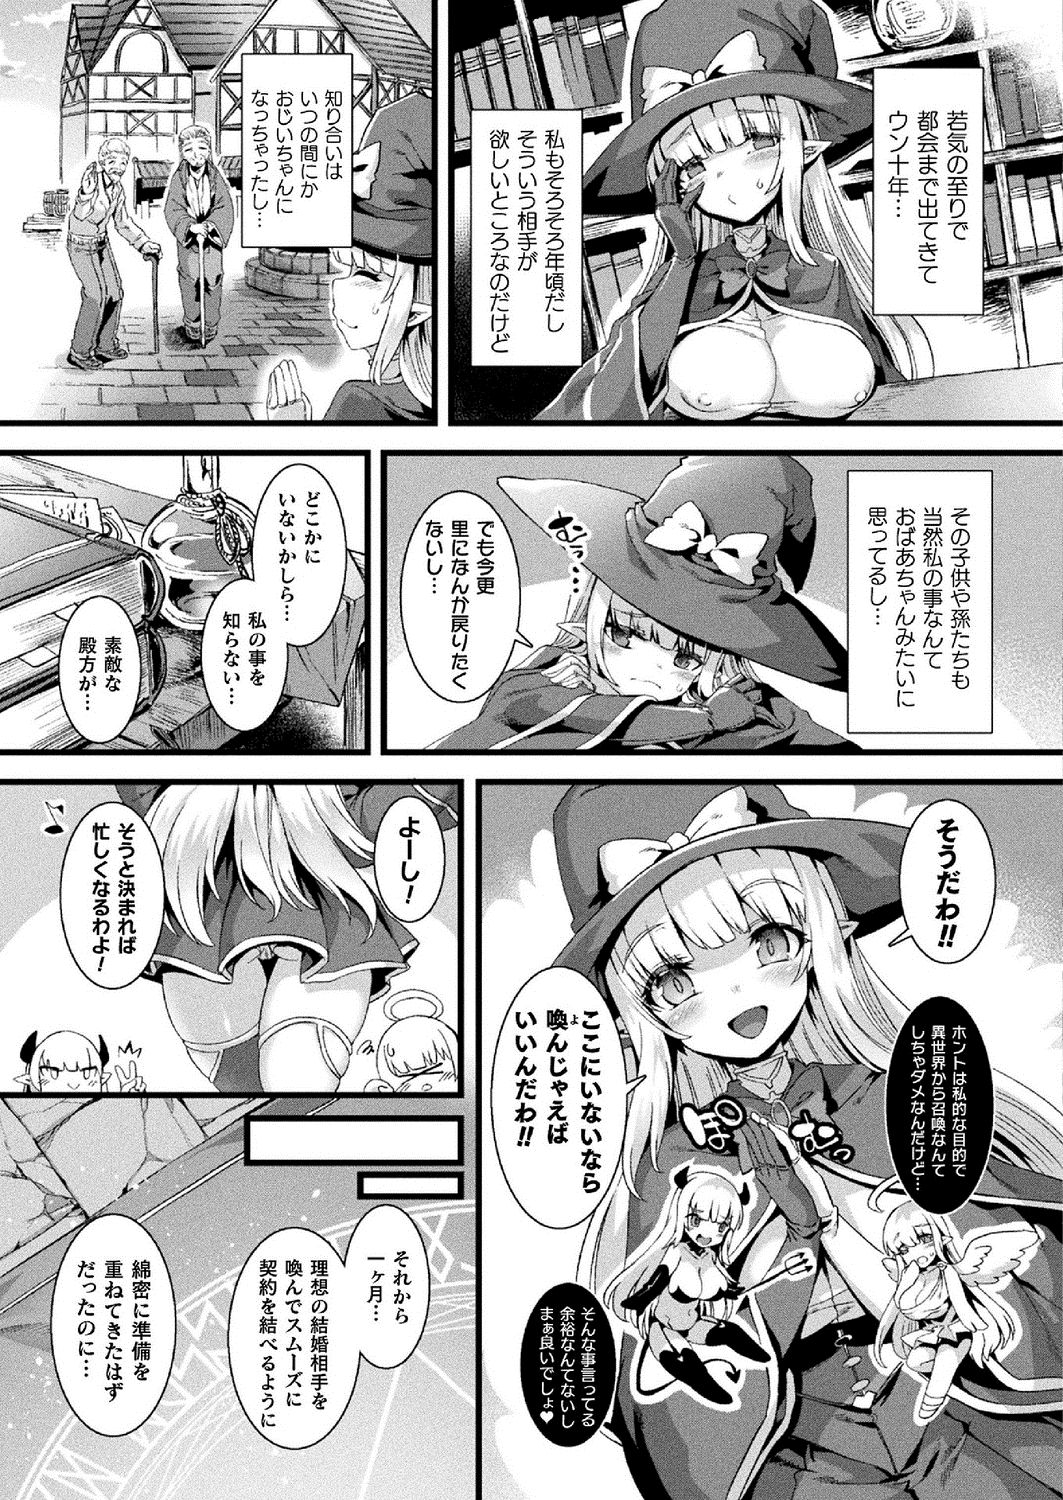 若気の至りで
都会まで出てきて
ウン十年…
私もそろそろ年頃だし
そういう相手が
欲しいところなのだけど
知り合いは
いつの間にか
おじいちゃんに
なっちゃったし…
その子供や孫たちも
当然私の事なんて
おばあちゃんみたいに
思ってるし…
むぅ…
でも今更
里になんか戻りたく
ないし…
どこかに
いないかしら…
私の事を
知らない…
素敵な
殿方が…
そうだわ!!
ここにいないなら
喚んじゃえば
よ
いいんだわ!!
ホントは私的な目的で
異世界から召喚なんて
しちゃダメなんだけど…
そんな事言ってる
余裕なんてないし
まぁ良いでしょ♥
よーし!
そうと決まれば
忙しくなるわよ!
それから
一ヶ月…
理想の結婚相手を
喚んでスムーズに
契約を結べるように
綿密に準備を
重ねてきたはず
だったのに…